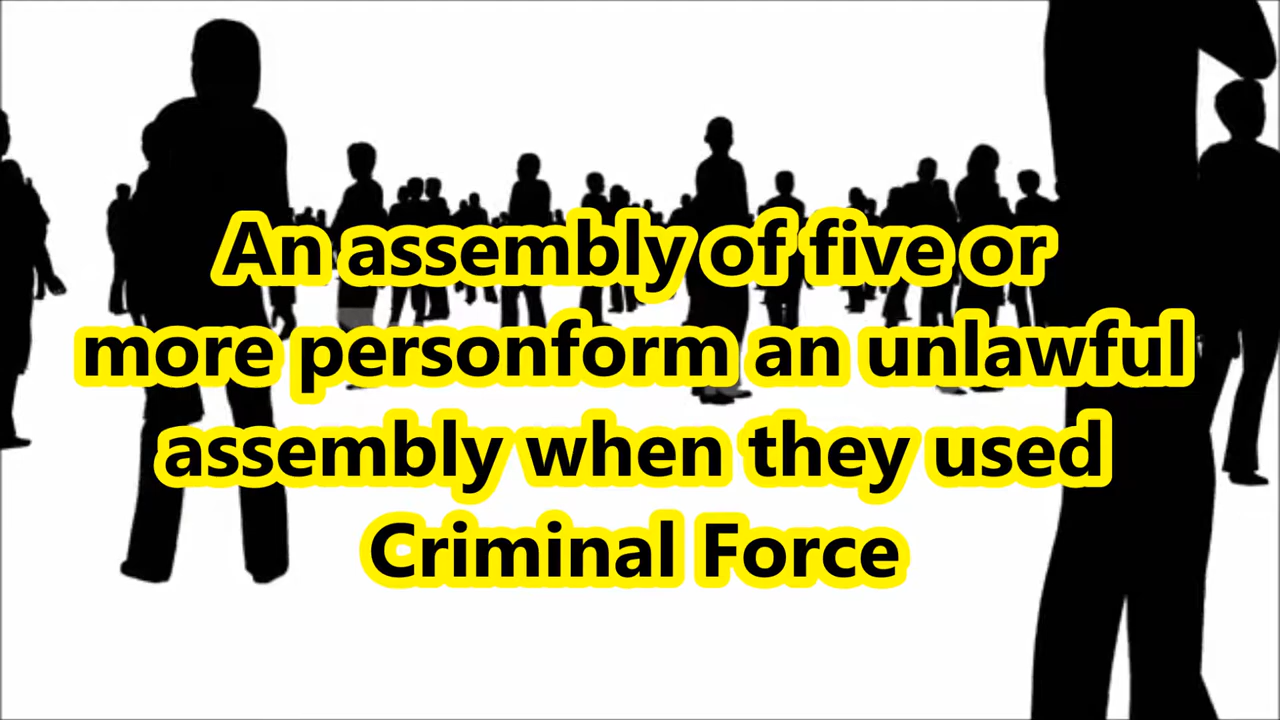 An assembly of five or
more personform an unlawful
assembly when they used
Criminal Force